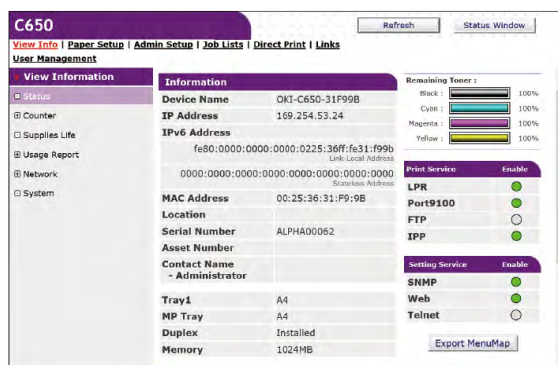 C650
Refresh
Status Window
View Info | Paper Setup | Admin Setup | Job Lists | Direct Print | Links
User Management
View Information
Status
Counter
Supplies Life
Usage Report
Network
System
Information
Device Name OKI-C650-31F99B
IP Address 169.254.53.24
IPv6 Address
fe80:0000:0000:0000:0225:36ff:fe31:f99b
Link-Local Address
0000:0000:0000:0000:0000:0000:0000:0000
Stateless Address
MAC Address 00:25:36:31:F9:9B
Location
Serial Number ALPHA00062
Asset Number
Contact Name
- Administrator
Tray1 A4
MP Tray A4
Duplex Installed
Memory 1024MB
Remaining Toner :
Black : 100%
Cyan : 100%
Magenta : 100%
Yellow : 100%
Print Service Enable
LPR
Port9100
FTP
IPP
Setting Service Enable
SNMP
Web
Telnet
Export MenuMap